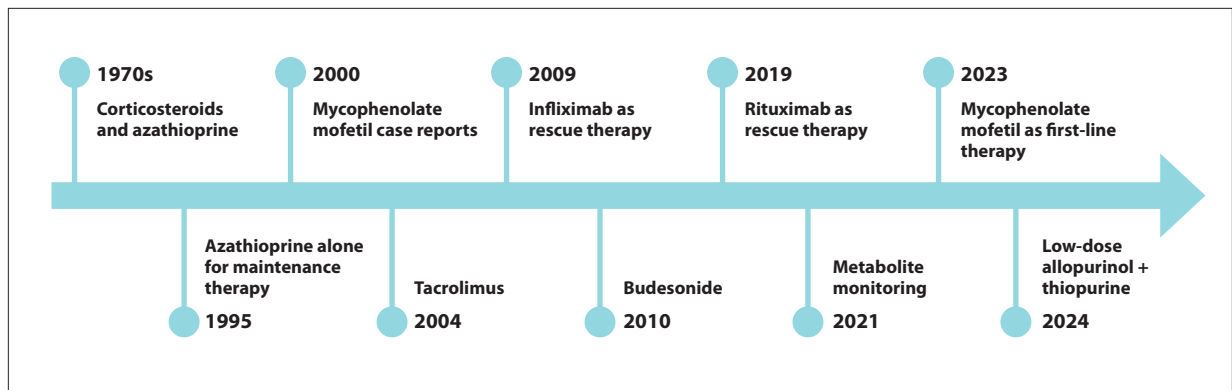 1970s
Corticosteroids
and azathioprine
2000
Mycophenolate
mofetil case reports
2009
Infliximab as
rescue therapy
2019
Rituximab as
rescue therapy
2023
Mycophenolate
mofetil as first-line
therapy
Azathioprine alone
for maintenance
therapy
1995
Tacrolimus
2004
Budesonide
2010
Metabolite
monitoring
2021
Low-dose
allopurinol +
thiopurine
2024